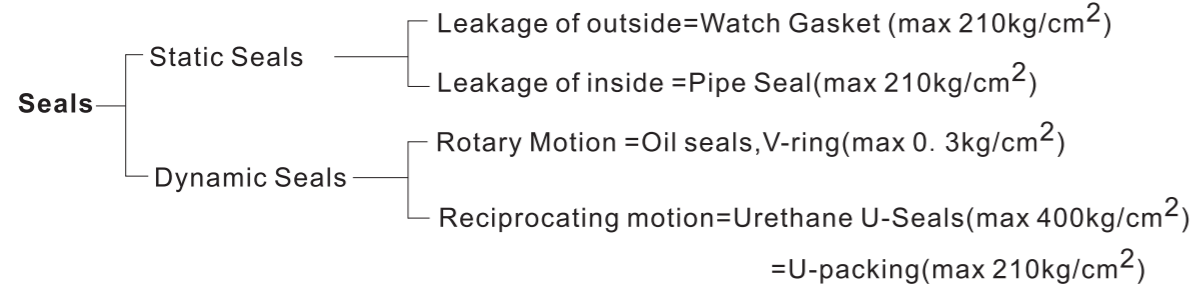 Leakage of outside=Watch Gasket (max 210kg/cm²)
Static Seals
Leakage of inside =Pipe Seal(max 210kg/cm²)
Seals
Rotary Motion =Oil seals,V-ring(max 0. 3kg/cm²)
Dynamic Seals
Reciprocating motion=Urethane U-Seals(max 400kg/cm²)
=U-packing(max 210kg/cm²)